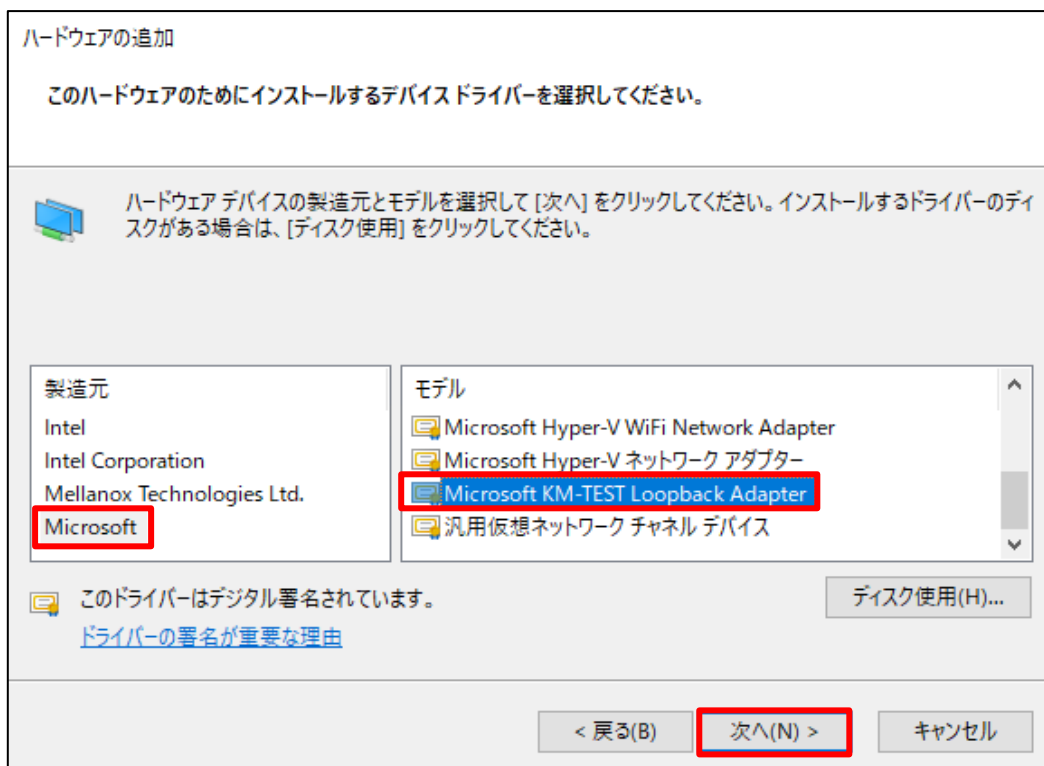 ハードウェアの追加
このハードウェアのためにインストールするデバイス ドライバーを選択してください。
ハードウェア デバイスの製造元とモデルを選択して [次へ] をクリックしてください。インストールするドライバーのディ
スクがある場合は、[ディスク使用] をクリックしてください。
製造元
Intel
Intel Corporation
Mellanox Technologies Ltd.
Microsoft
モデル
Microsoft Hyper-V WiFi Network Adapter
Microsoft Hyper-V ネットワーク アダプター
Microsoft KM-TEST Loopback Adapter
汎用仮想ネットワーク チャネル デバイス
このドライバーはデジタル署名されています。
ディスク使用(H)...
ドライバーの署名が重要な理由
< 戻る(B)
次へ(N) >
キャンセル